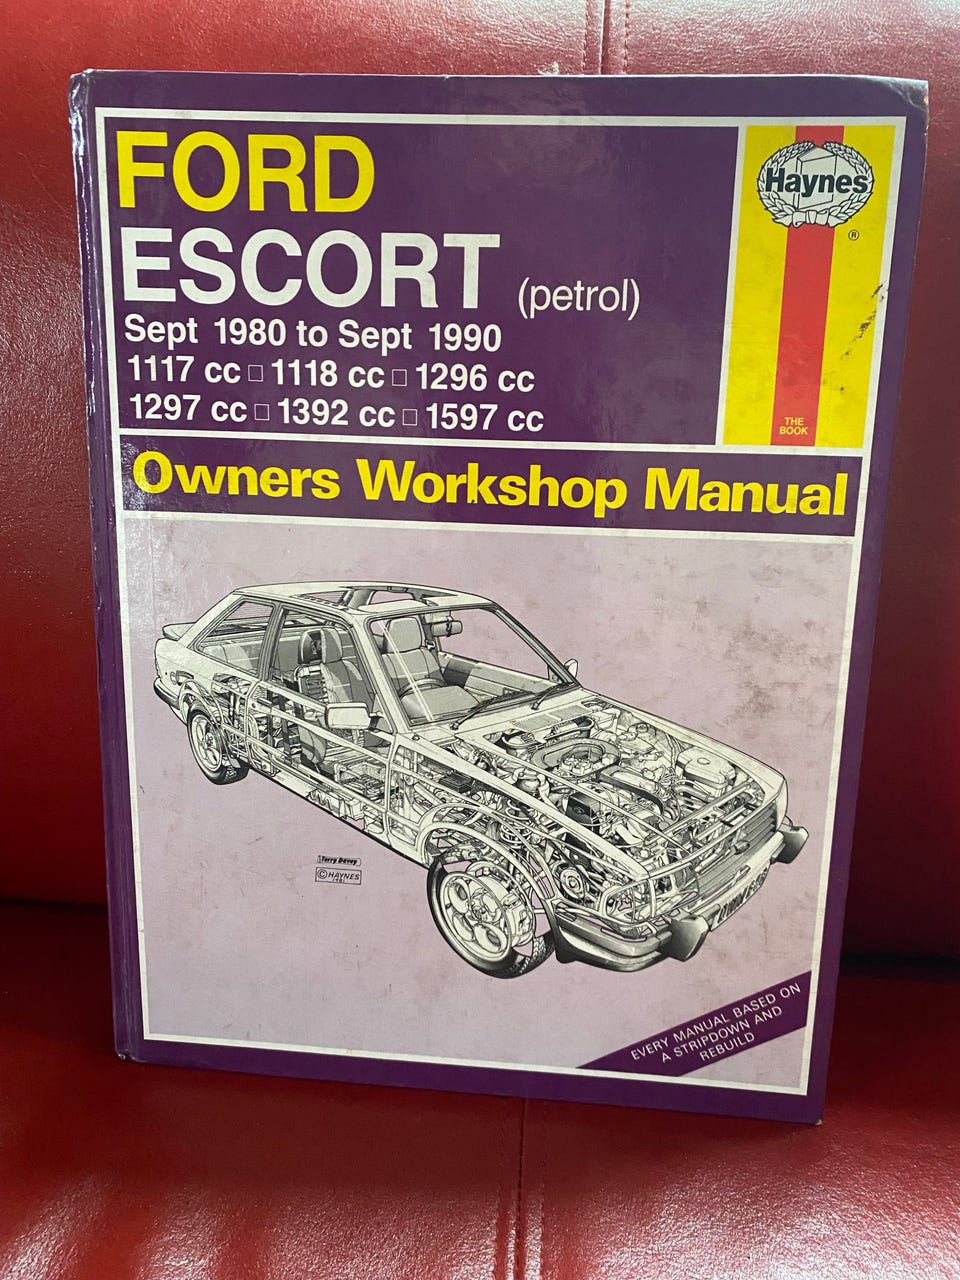 FORD
ESCORT (petrol)
Sept 1980 to Sept 1990
1117 cc □ 1118 cc □ 1296 cc
1297 cc □ 1392 cc □ 1597 cc
Haynes
®
THE
BOOK
Owners Workshop Manual
Terry Davey
© HAYNES
1981
EVERY MANUAL BASED ON
A STRIPDOWN AND
REBUILD